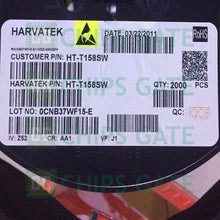 HARVATEK
DATE: 03/22/2011
RoHS
CUSTOMER P/N: HT-T158SW
HARVATEK P/N: HT-T158SW
QTY: 2000 PCS
LOT NO: 0CNB37WF15-E
QC:
IV: Z52 CR: AA1 VF: J1
CHIPS GATE